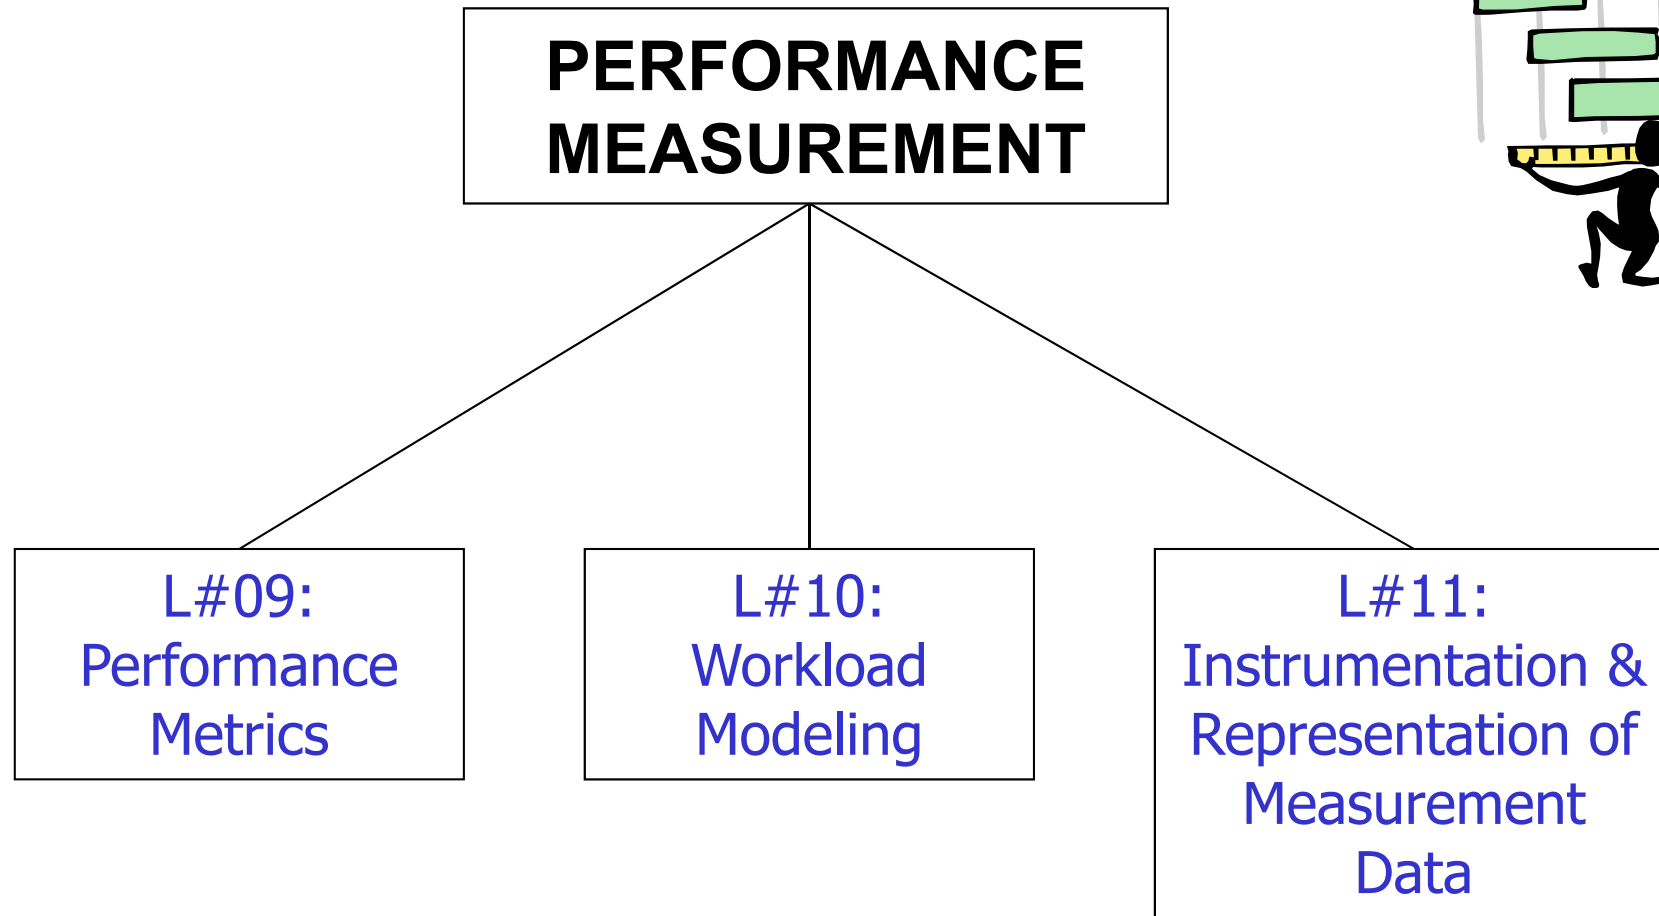 PERFORMANCE
MEASUREMENT
L#09:
Performance
Metrics
L#10:
Workload
Modeling
L#11:
Instrumentation &
Representation of
Measurement
Data